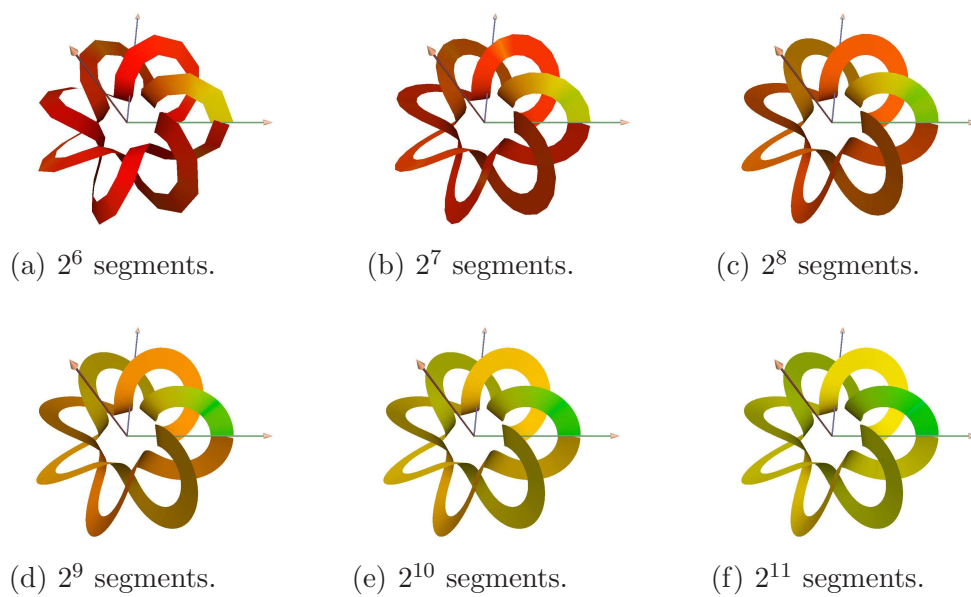 (a) 2^6 segments.
(b) 2^7 segments.
(c) 2^8 segments.
(d) 2^9 segments.
(e) 2^10 segments.
(f) 2^11 segments.